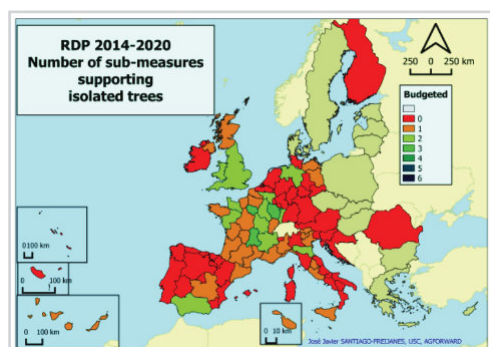 RDP 2014-2020
Number of sub-measures
supporting
isolated trees
250 0 250 km
Budgeted
0
1
2
3
4
5
6
0100 km
0 100 km
0 100 km
0 10 km
José Javier SANTIAGO-FREIJANES, USC, AGFORWARD